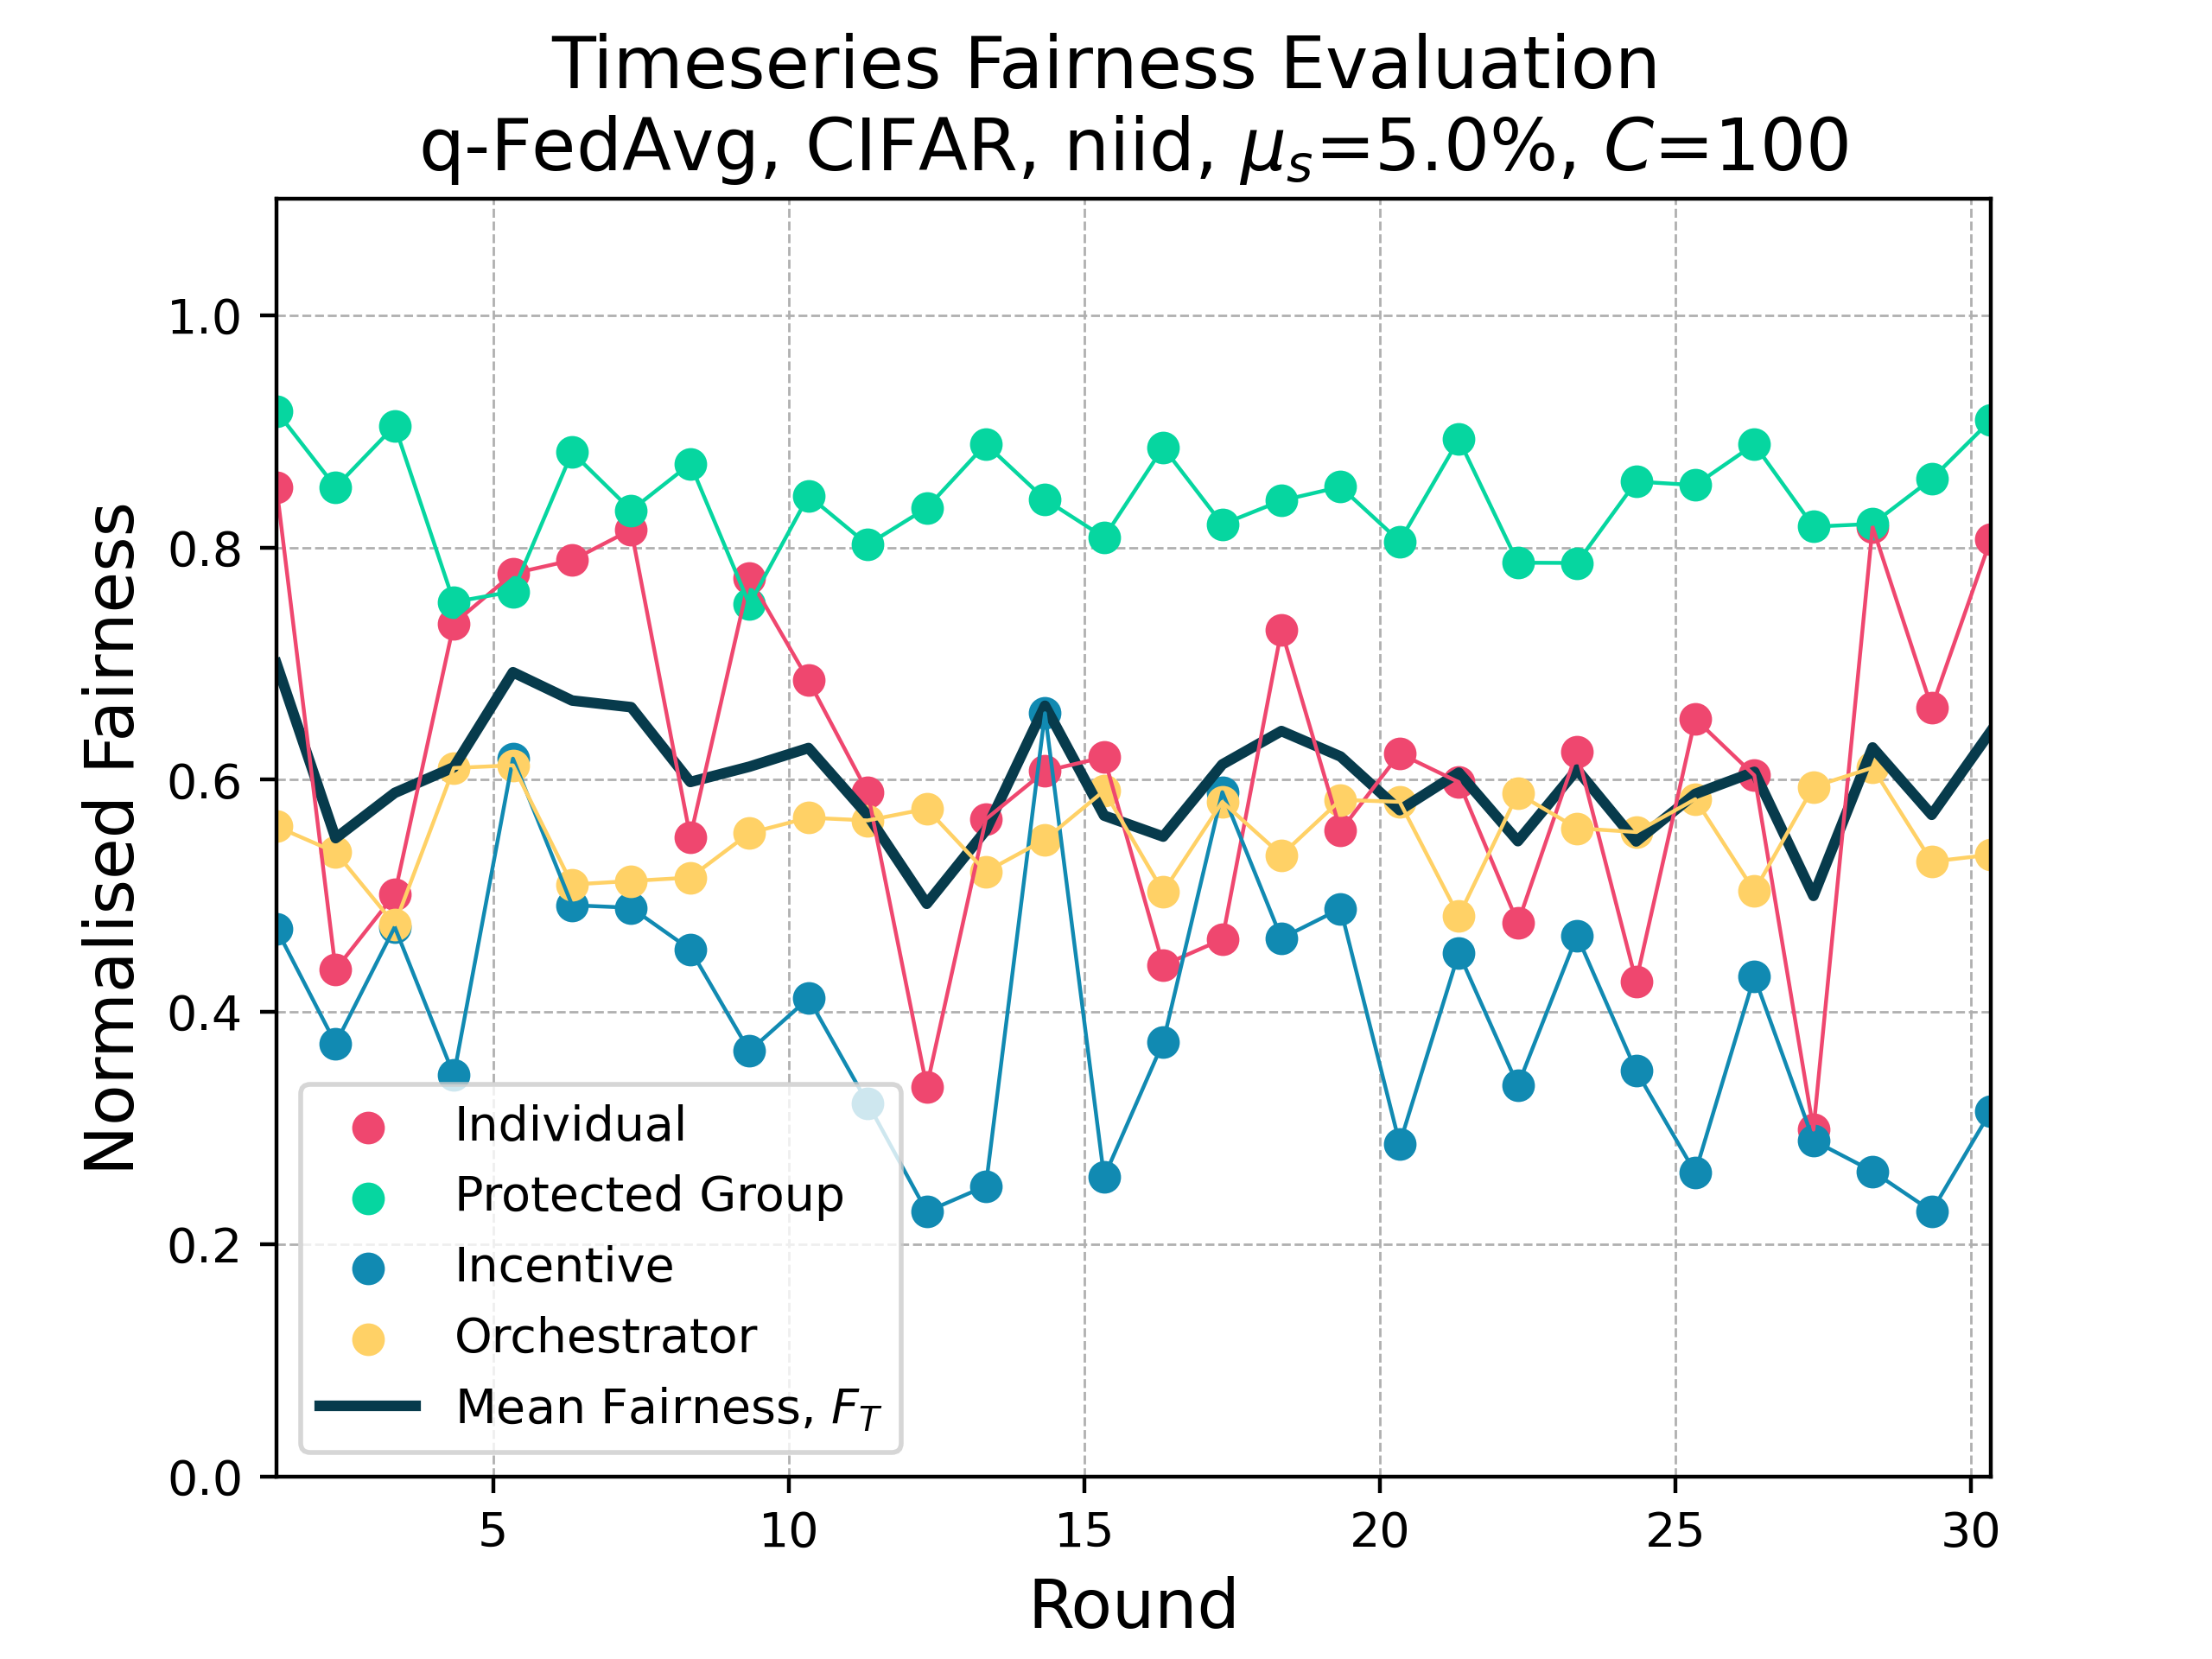 Timeseries Fairness Evaluation
q-FedAvg, CIFAR, niid, μₛ=5.0%, C=100
Normalised Fairness
1.0
0.8
0.6
0.4
0.2
0.0
Individual
Protected Group
Incentive
Orchestrator
Mean Fairness, F_T
5 10 15 20 25 30
Round